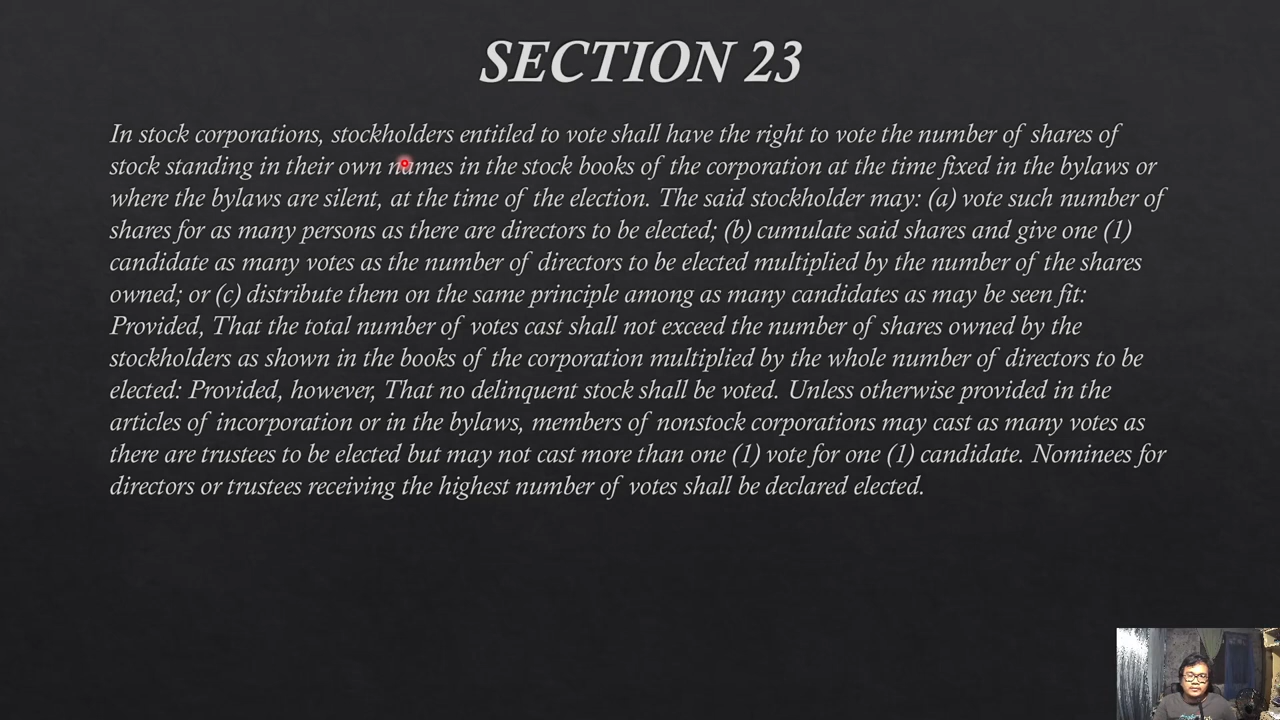 SECTION 23
In stock corporations, stockholders entitled to vote shall have the right to vote the number of shares of
stock standing in their own names in the stock books of the corporation at the time fixed in the bylaws or
where the bylaws are silent, at the time of the election. The said stockholder may: (a) vote such number of
shares for as many persons as there are directors to be elected; (b) cumulate said shares and give one (1)
candidate as many votes as the number of directors to be elected multiplied by the number of the shares
owned; or (c) distribute them on the same principle among as many candidates as may be seen fit:
Provided, That the total number of votes cast shall not exceed the number of shares owned by the
stockholders as shown in the books of the corporation multiplied by the whole number of directors to be
elected: Provided, however, That no delinquent stock shall be voted. Unless otherwise provided in the
articles of incorporation or in the bylaws, members of nonstock corporations may cast as many votes as
there are trustees to be elected but may not cast more than one (1) vote for one (1) candidate. Nominees for
directors or trustees receiving the highest number of votes shall be declared elected.